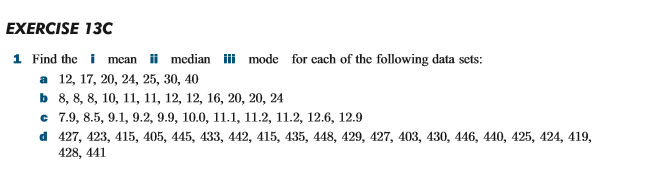 EXERCISE 13C
1 Find the i mean ii median iii mode for each of the following data sets:
a 12, 17, 20, 24, 25, 30, 40
b 8, 8, 8, 10, 11, 11, 12, 12, 16, 20, 20, 24
c 7.9, 8.5, 9.1, 9.2, 9.9, 10.0, 11.1, 11.2, 11.2, 12.6, 12.9
d 427, 423, 415, 405, 445, 433, 442, 415, 435, 448, 429, 427, 403, 430, 446, 440, 425, 424, 419,
428, 441